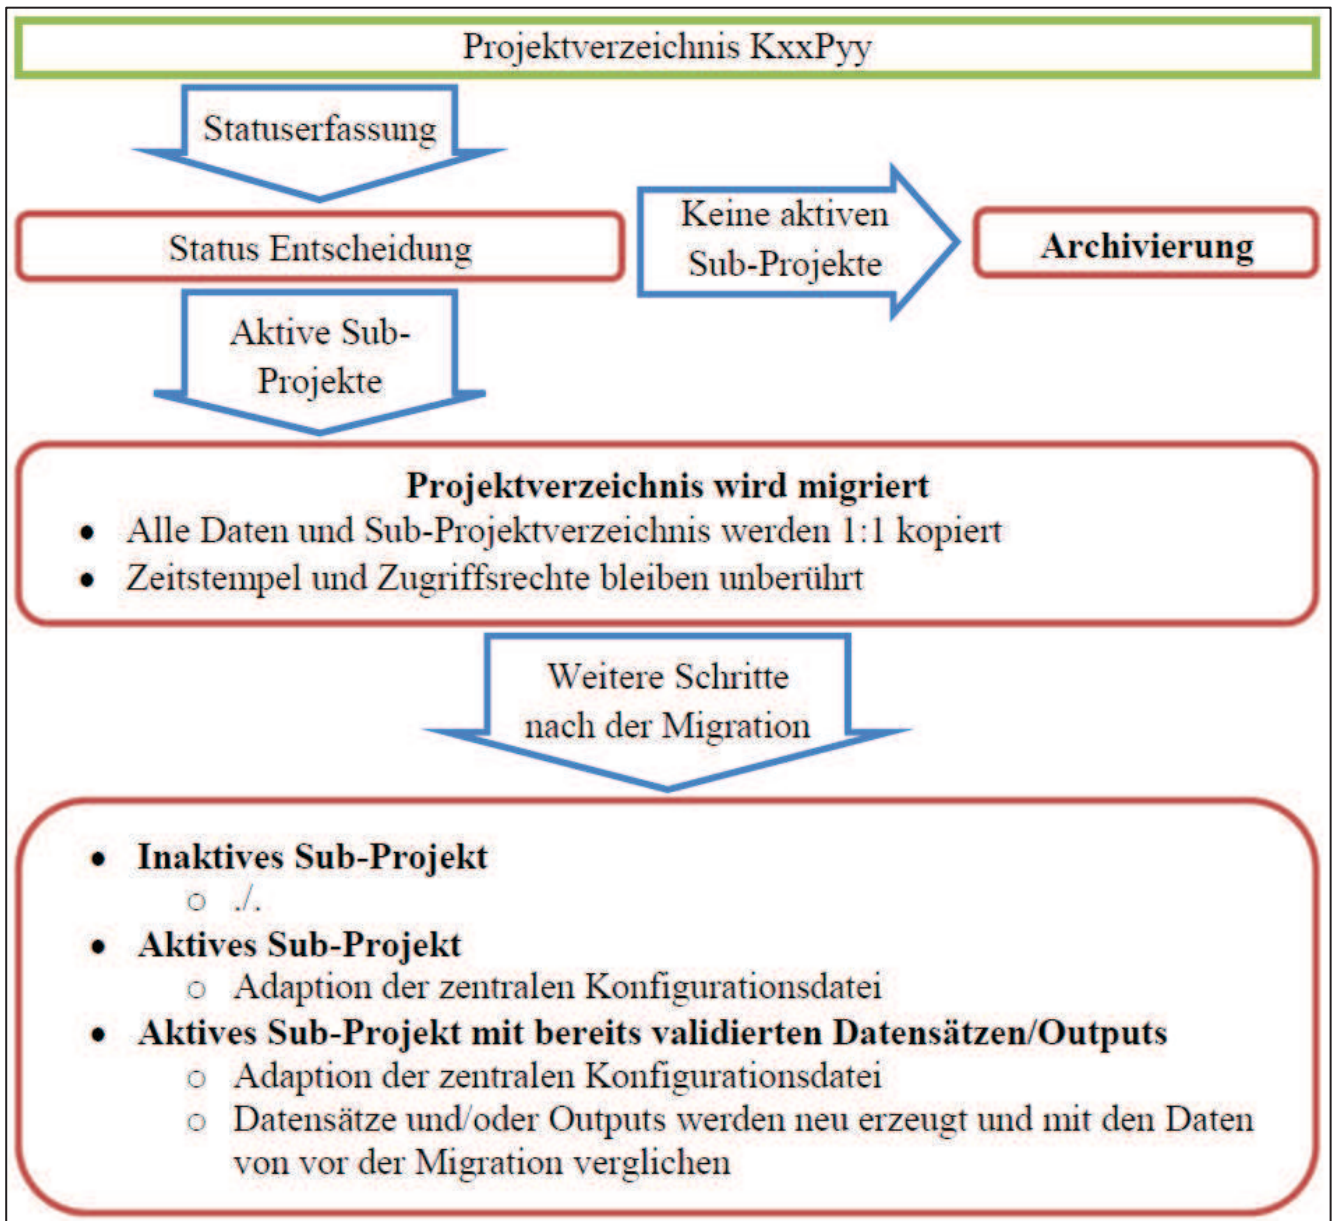 Projektverzeichnis KxxPyy
Statuserfassung
Status Entscheidung
Keine aktiven
Sub-Projekte
Archivierung
Aktive Sub-
Projekte
Projektverzeichnis wird migriert
• Alle Daten und Sub-Projektverzeichnis werden 1:1 kopiert
• Zeitstempel und Zugriffsrechte bleiben unberührt
Weitere Schritte
nach der Migration
• Inaktives Sub-Projekt
○ ./.
• Aktives Sub-Projekt
○ Adaption der zentralen Konfigurationsdatei
• Aktives Sub-Projekt mit bereits validierten Datensätzen/Outputs
○ Adaption der zentralen Konfigurationsdatei
○ Datensätze und/oder Outputs werden neu erzeugt und mit den Daten
von vor der Migration verglichen